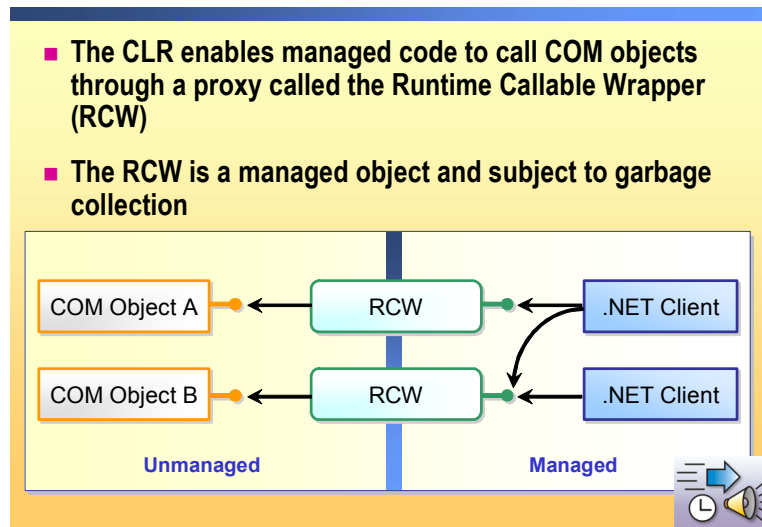 The CLR enables managed code to call COM objects
through a proxy called the Runtime Callable Wrapper
(RCW)
The RCW is a managed object and subject to garbage
collection
COM Object A
RCW
.NET Client
COM Object B
RCW
.NET Client
Unmanaged
Managed